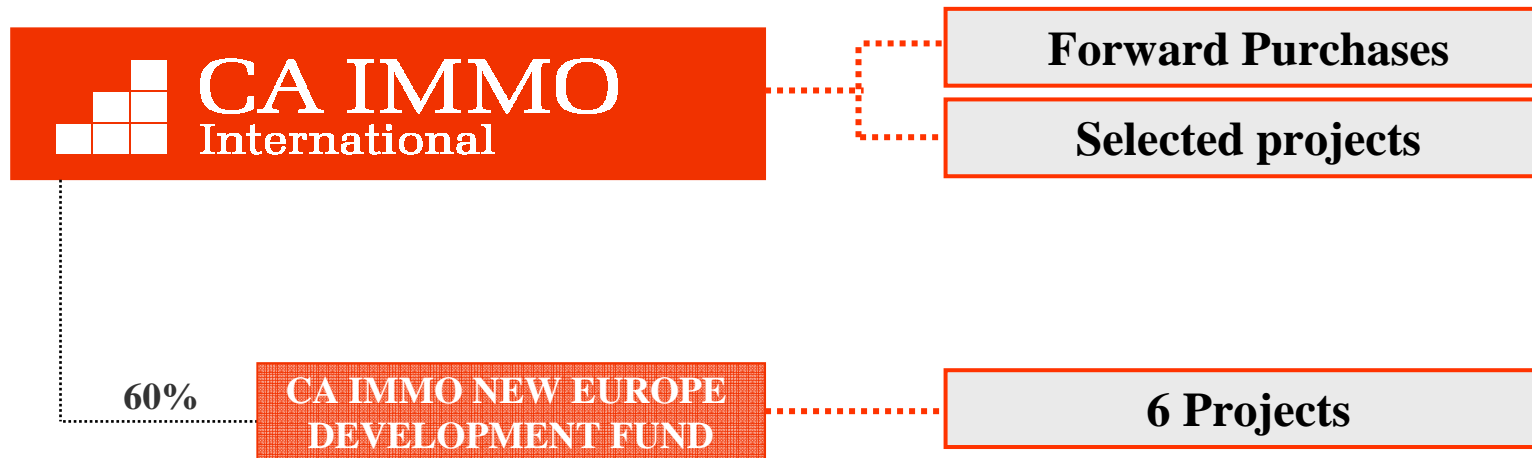 CA IMMO
International
Forward Purchases
Selected projects
60%
CA IMMO NEW EUROPE
DEVELOPMENT FUND
6 Projects